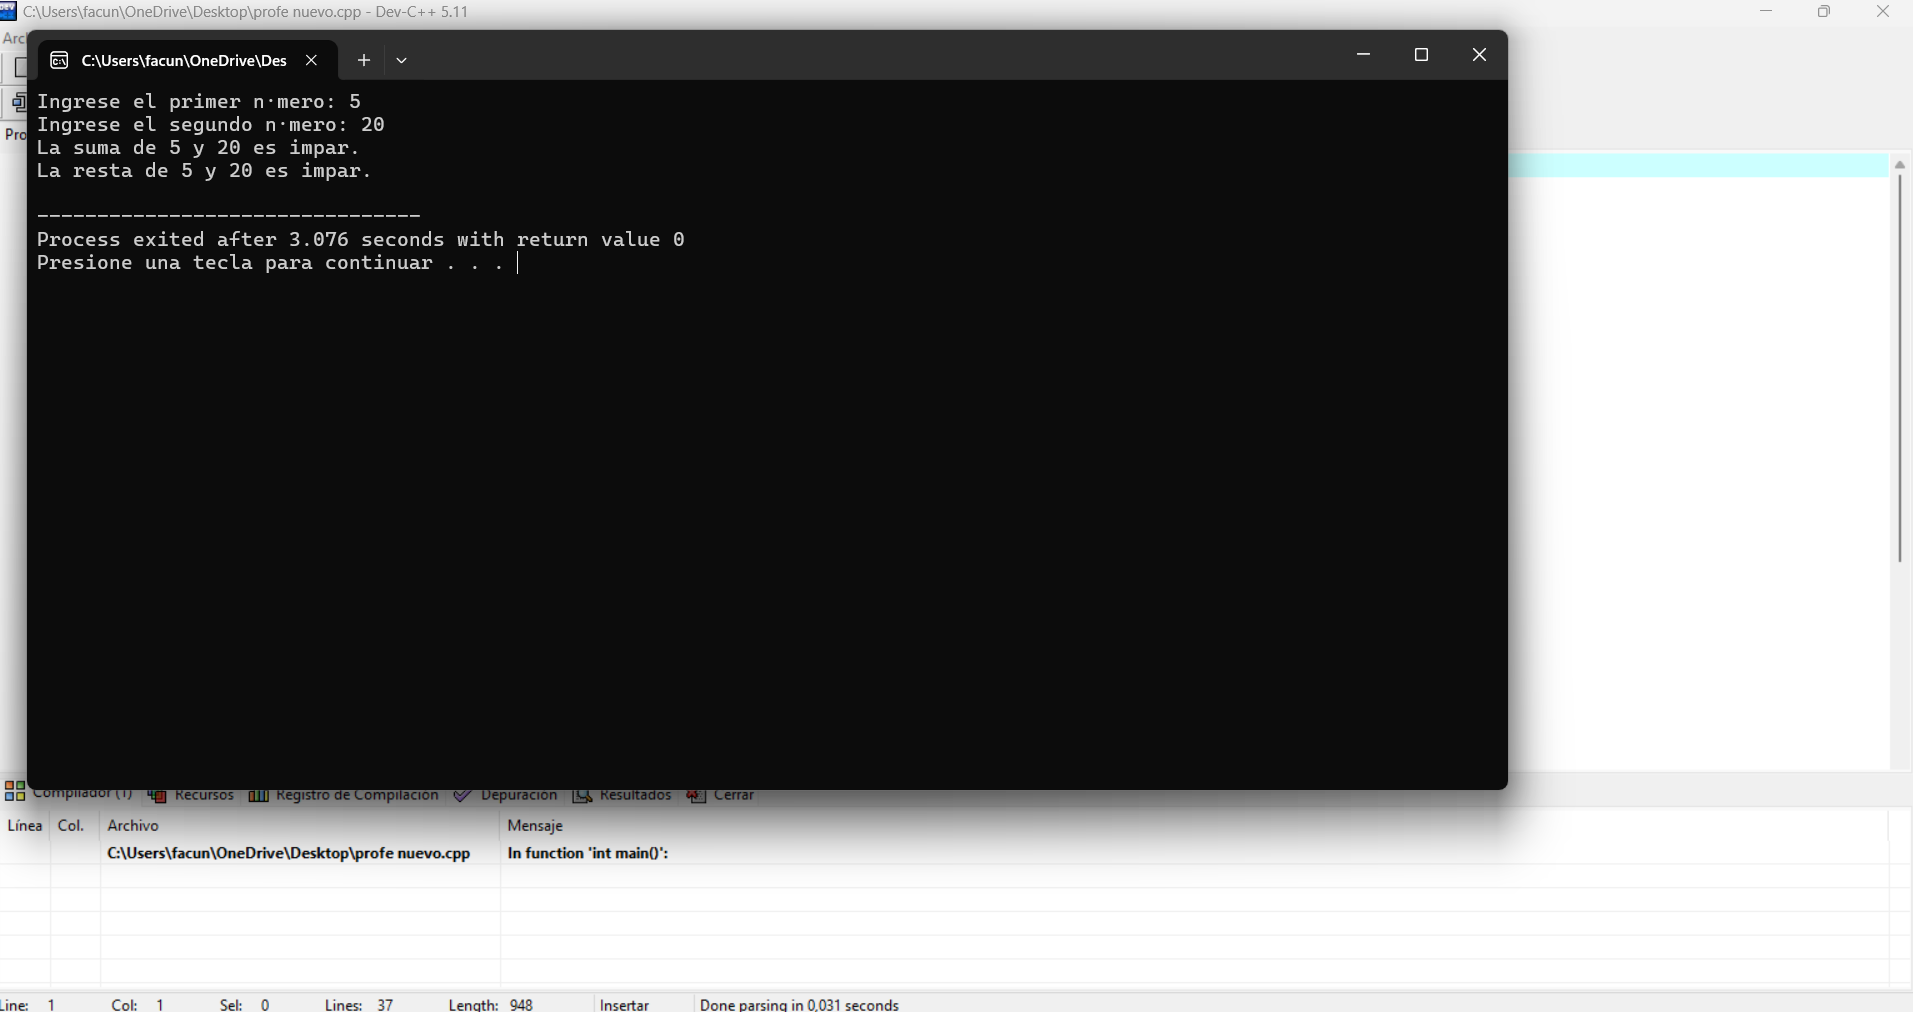 C:\Users\facun\OneDrive\Desktop\profe nuevo.cpp - Dev-C++ 5.11
C:\Users\facun\OneDrive\Des
Ingrese el primer n·mero: 5
Ingrese el segundo n·mero: 20
La suma de 5 y 20 es impar.
La resta de 5 y 20 es impar.
--------------------------------
Process exited after 3.076 seconds with return value 0
Presione una tecla para continuar . . .
Compilador (1) Recursos Registro de Compilación Depuración Resultados Cerrar
Línea Col. Archivo Mensaje
C:\Users\facun\OneDrive\Desktop\profe nuevo.cpp In function 'int main()':
Line: 1 Col: 1 Sel: 0 Lines: 37 Length: 948 Insertar Done parsing in 0,031 seconds